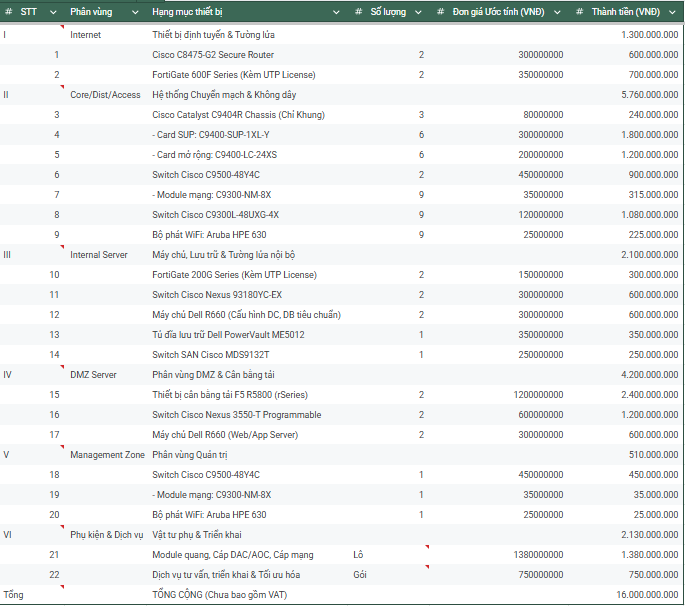 # STT Phân vùng Hạng mục thiết bị # Số lượng # Đơn giá Ước tính (VNĐ) # Thành tiền (VNĐ)
I Internet Thiết bị định tuyến & Tường lửa 1.300.000.000
1 Cisco C8475-G2 Secure Router 2 300000000 600.000.000
2 FortiGate 600F Series (Kèm UTP License) 2 350000000 700.000.000
II Core/Dist/Access Hệ thống Chuyển mạch & Không dây 5.760.000.000
3 Cisco Catalyst C9404R Chassis (Chỉ Khung) 3 80000000 240.000.000
4 - Card SUP: C9400-SUP-1XL-Y 6 300000000 1.800.000.000
5 - Card mở rộng: C9400-LC-24XS 6 200000000 1.200.000.000
6 Switch Cisco C9500-48Y4C 2 450000000 900.000.000
7 - Module mạng: C9300-NM-8X 9 35000000 315.000.000
8 Switch Cisco C9300L-48UXG-4X 9 120000000 1.080.000.000
9 Bộ phát WiFi: Aruba HPE 630 9 25000000 225.000.000
III Internal Server Máy chủ, Lưu trữ & Tường lửa nội bộ 2.100.000.000
10 FortiGate 200G Series (Kèm UTP License) 2 150000000 300.000.000
11 Switch Cisco Nexus 93180YC-EX 2 300000000 600.000.000
12 Máy chủ Dell R660 (Cấu hình DC, DB tiêu chuẩn) 2 300000000 600.000.000
13 Tủ đĩa lưu trữ Dell PowerVault ME5012 1 350000000 350.000.000
14 Switch SAN Cisco MDS9132T 1 250000000 250.000.000
IV DMZ Server Phân vùng DMZ & Cân bằng tải 4.200.000.000
15 Thiết bị cân bằng tải F5 R5800 (rSeries) 2 1200000000 2.400.000.000
16 Switch Cisco Nexus 3550-T Programmable 2 600000000 1.200.000.000
17 Máy chủ Dell R660 (Web/App Server) 2 300000000 600.000.000
V Management Zone Phân vùng Quản trị 510.000.000
18 Switch Cisco C9500-48Y4C 1 450000000 450.000.000
19 - Module mạng: C9300-NM-8X 1 35000000 35.000.000
20 Bộ phát WiFi: Aruba HPE 630 1 25000000 25.000.000
VI Phụ kiện & Dịch vụ Vật tư phụ & Triển khai 2.130.000.000
21 Module quang, Cáp DAC/AOC, Cáp mạng Lô 1380000000 1.380.000.000
22 Dịch vụ tư vấn, triển khai & Tối ưu hóa Gói 750000000 750.000.000
Tổng TỔNG CỘNG (Chưa bao gồm VAT) 16.000.000.000